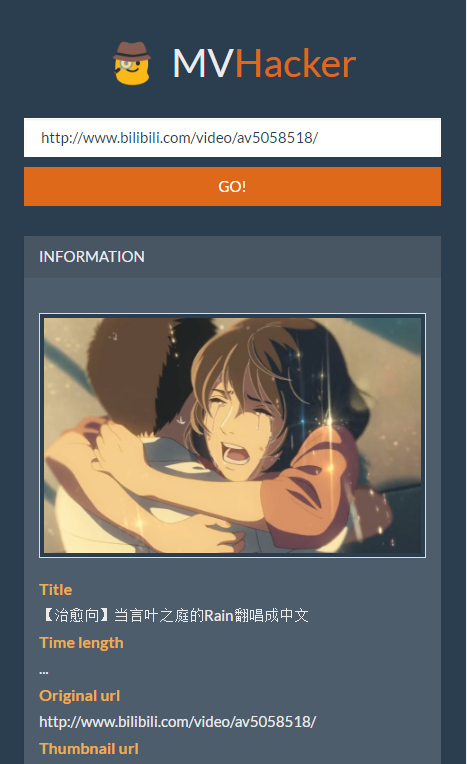 MVHacker
http://www.bilibili.com/video/av5058518/
GO!
INFORMATION
Title
【治愈向】当言叶之庭的Rain翻唱成中文
Time length
...
Original url
http://www.bilibili.com/video/av5058518/
Thumbnail url